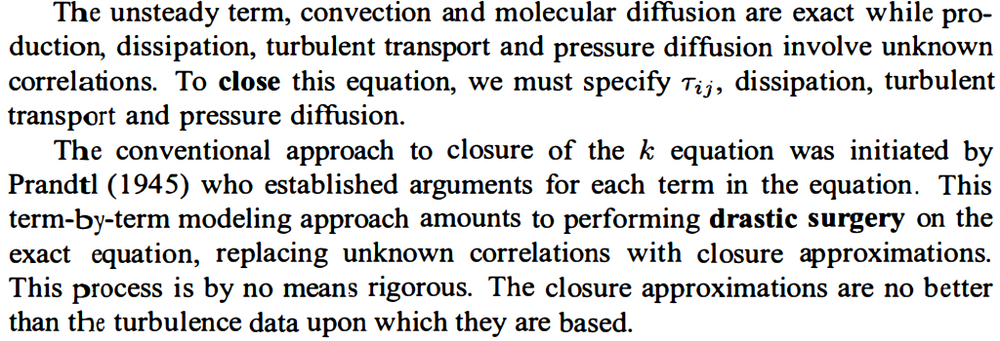 The unsteady term, convection and molecular diffusion are exact while pro-
duction, dissipation, turbulent transport and pressure diffusion involve unknown
correlations. To close this equation, we must specify τij, dissipation, turbulent
transport and pressure diffusion.
The conventional approach to closure of the k equation was initiated by
Prandtl (1945) who established arguments for each term in the equation. This
term-by-term modeling approach amounts to performing drastic surgery on the
exact equation, replacing unknown correlations with closure approximations.
This process is by no means rigorous. The closure approximations are no better
than the turbulence data upon which they are based.